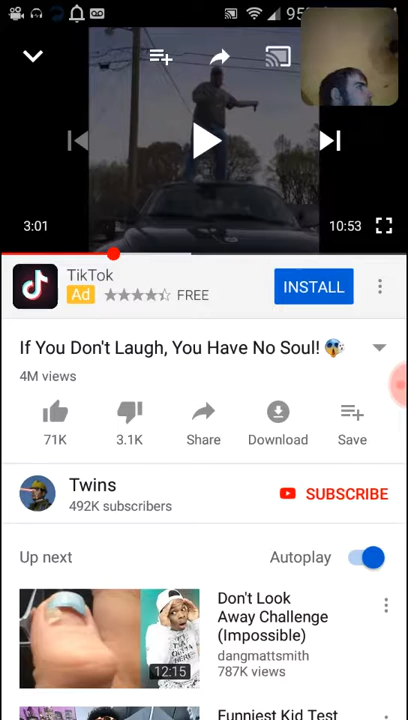 95
3:01
10:53
TikTok
Ad FREE
INSTALL
If You Don't Laugh, You Have No Soul! 😱
4M views
71K
3.1K
Share
Download
Save
Twins
492K subscribers
SUBSCRIBE
Up next
Autoplay
Don't Look
Away Challenge
(Impossible)
dangmattsmith
787K views
12:15
Funniest Kid Test